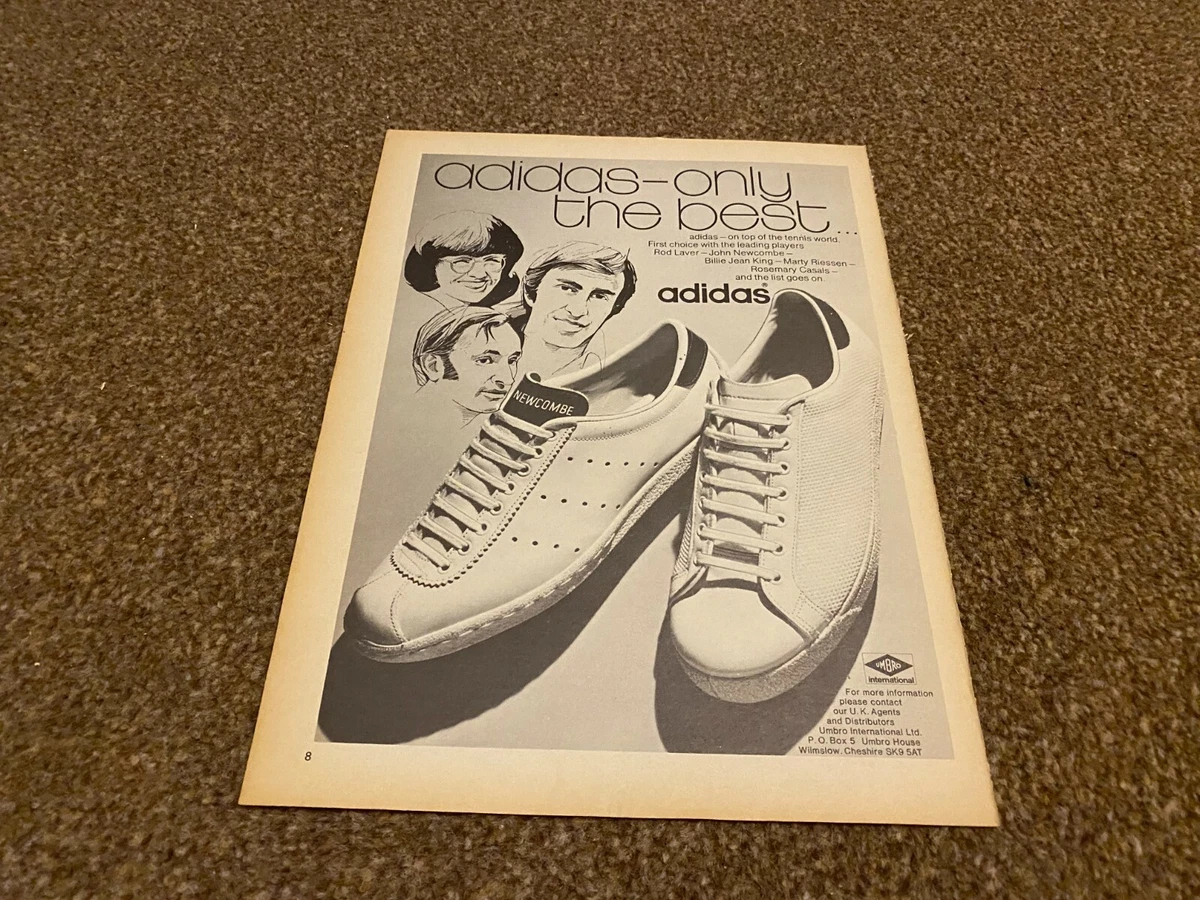 adidas–only
the best...
adidas – on top of the tennis world.
First choice with the leading players
Rod Laver – John Newcombe –
Billie Jean King – Marty Riessen –
Rosemary Casals –
and the list goes on.
adidas®
NEWCOMBE
UMBRO
international
For more information
please contact
our U.K. Agents
and Distributors
Umbro International Ltd.
P.O. Box 5 Umbro House
Wilmslow. Cheshire SK9 5AT
8